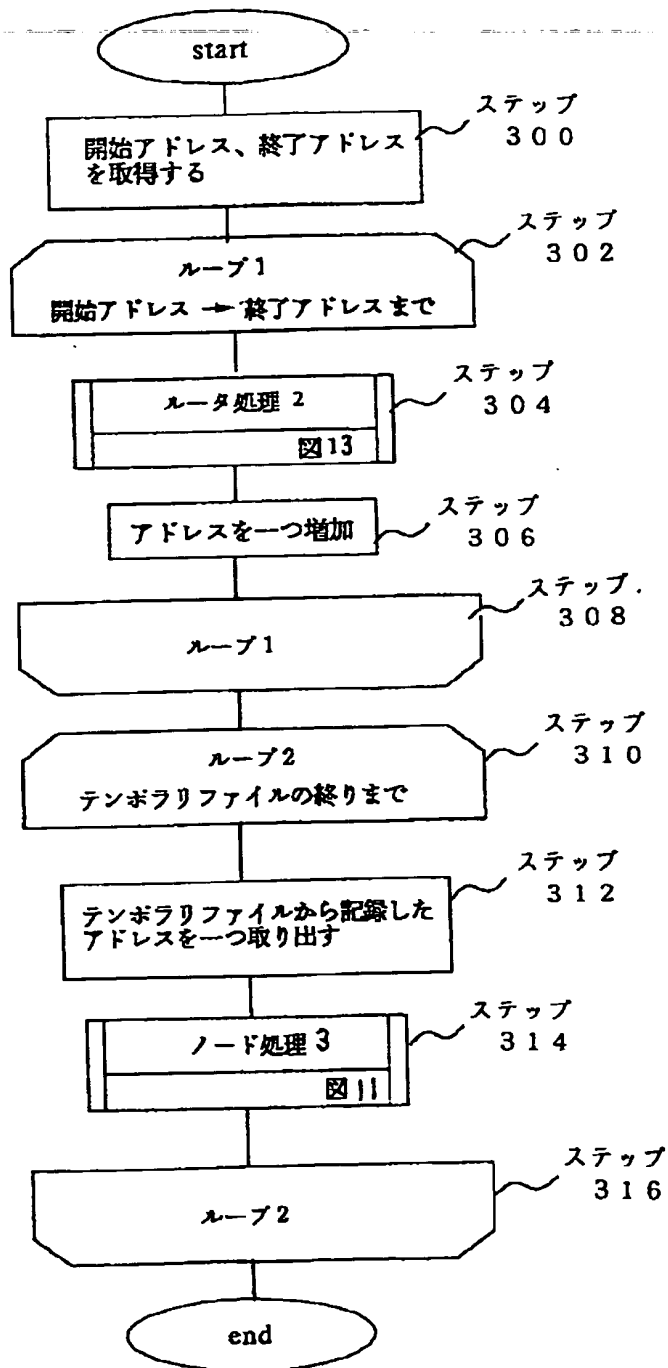 start
開始アドレス、終了アドレス
を取得する
ステップ
300
ループ1
開始アドレス → 終了アドレスまで
ステップ
302
ルータ処理 2
図13
ステップ
304
アドレスを一つ増加
ステップ
306
ループ1
ステップ.
308
ループ2
テンポラリファイルの終りまで
ステップ
310
テンポラリファイルから記録した
アドレスを一つ取り出す
ステップ
312
ノード処理 3
図11
ステップ
314
ループ2
ステップ
316
end